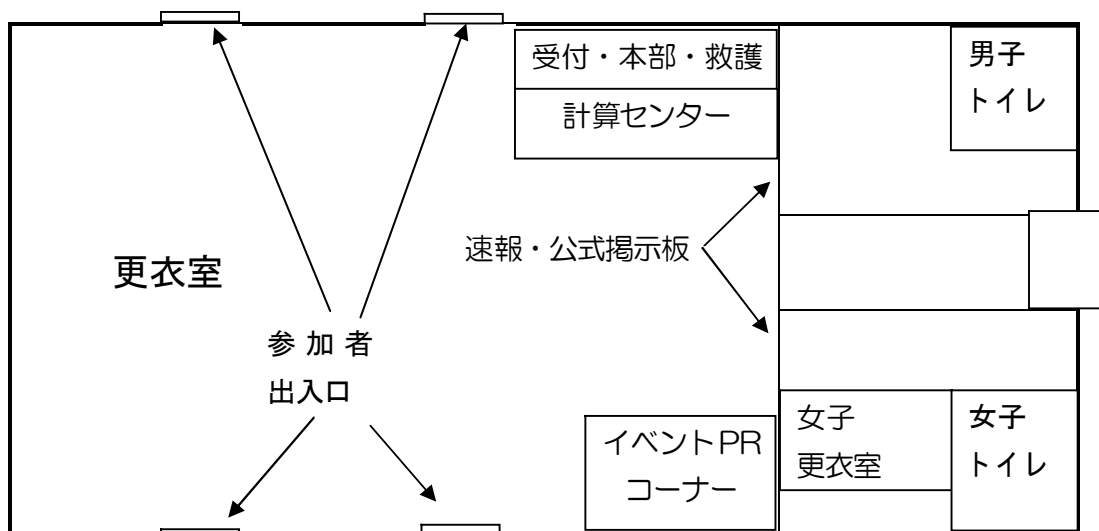 受付・本部・救護
計算センター
男子
トイレ
速報・公式掲示板
更衣室
参加者
出入口
イベントPR
コーナー
女子
更衣室
女子
トイレ